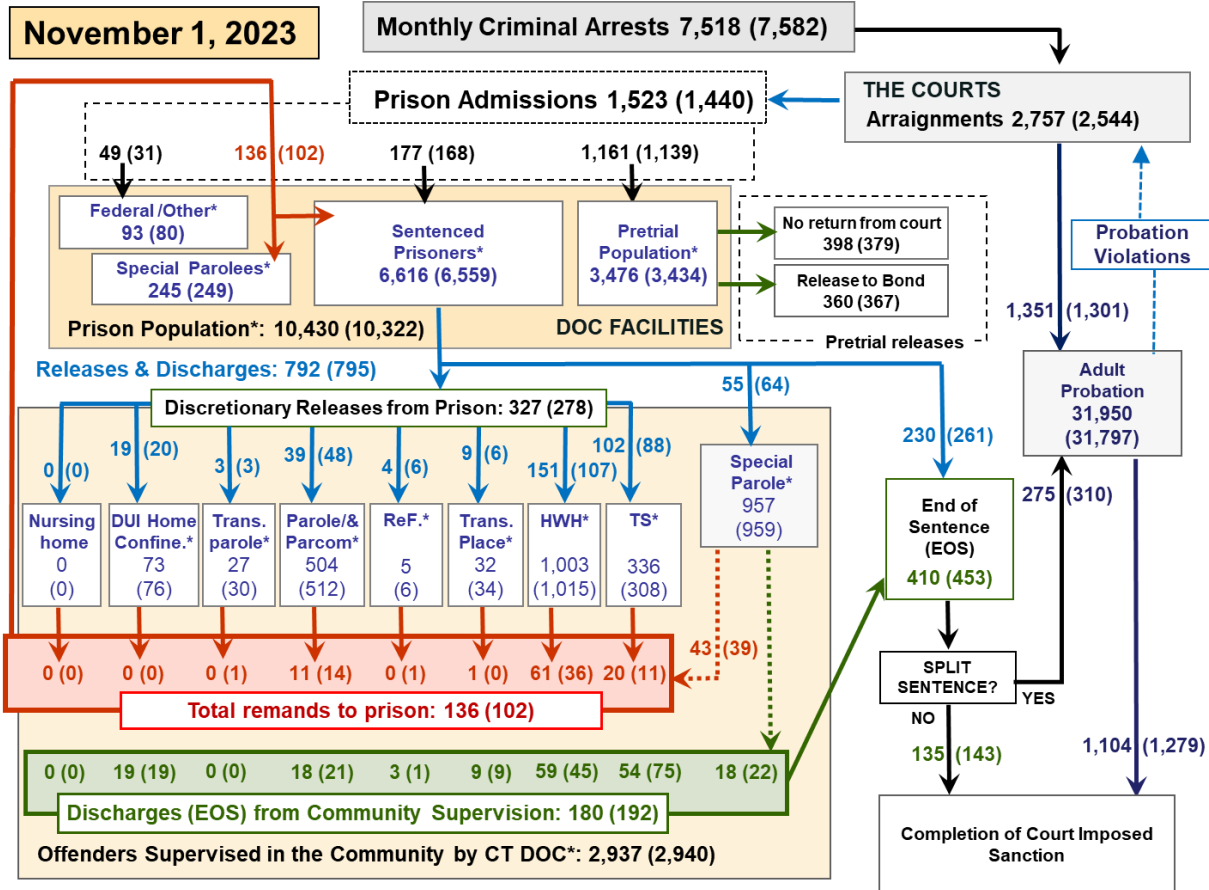 November 1, 2023
Monthly Criminal Arrests 7,518 (7,582)
Prison Admissions 1,523 (1,440)
THE COURTS
Arraignments 2,757 (2,544)
49 (31)
136 (102)
177 (168)
1,161 (1,139)
Federal /Other*
93 (80)
Special Parolees*
245 (249)
Sentenced
Prisoners*
6,616 (6,559)
Pretrial
Population*
3,476 (3,434)
No return from court
398 (379)
Release to Bond
360 (367)
Pretrial releases
Probation
Violations
Prison Population*: 10,430 (10,322)
DOC FACILITIES
1,351 (1,301)
Releases & Discharges: 792 (795)
Adult
Probation
31,950
(31,797)
Discretionary Releases from Prison: 327 (278)
55 (64)
230 (261)
0 (0)
19 (20)
3 (3)
39 (48)
4 (6)
9 (6)
151 (107)
102 (88)
Special
Parole*
957
(959)
275 (310)
Nursing
home
0
(0)
DUI Home
Confine.*
73
(76)
Trans.
parole*
27
(30)
Parole/&
Parcom*
504
(512)
ReF.*
5
(6)
Trans.
Place*
32
(34)
HWH*
1,003
(1,015)
TS*
336
(308)
End of
Sentence
(EOS)
410 (453)
0 (0)
0 (0)
0 (1)
11 (14)
0 (1)
1 (0)
61 (36)
20 (11)
43 (39)
Total remands to prison: 136 (102)
SPLIT
SENTENCE?
YES
NO
135 (143)
1,104 (1,279)
0 (0)
19 (19)
0 (0)
18 (21)
3 (1)
9 (9)
59 (45)
54 (75)
18 (22)
Discharges (EOS) from Community Supervision: 180 (192)
Offenders Supervised in the Community by CT DOC*: 2,937 (2,940)
Completion of Court Imposed
Sanction